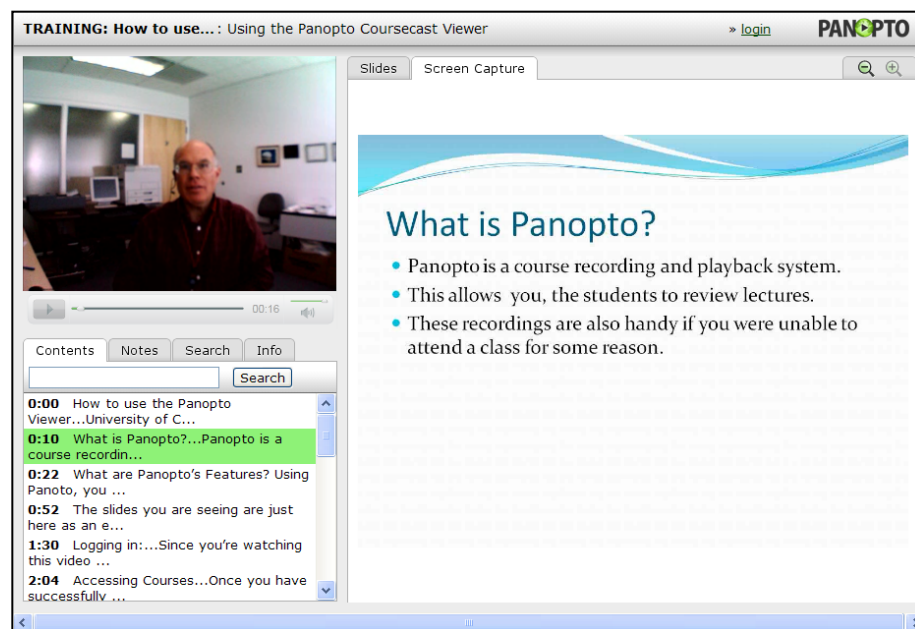 TRAINING: How to use... : Using the Panopto Coursecast Viewer
» login
PANOPTO
Slides
Screen Capture
What is Panopto?
• Panopto is a course recording and playback system.
• This allows you, the students to review lectures.
• These recordings are also handy if you were unable to
attend a class for some reason.
00:16
Contents
Notes
Search
Info
Search
0:00 How to use the Panopto
Viewer...University of C...
0:10 What is Panopto?...Panopto is a
course recordin...
0:22 What are Panopto's Features? Using
Panoto, you ...
0:52 The slides you are seeing are just
here as an e...
1:30 Logging in:...Since you're watching
this video ...
2:04 Accessing Courses...Once you have
successfully ...